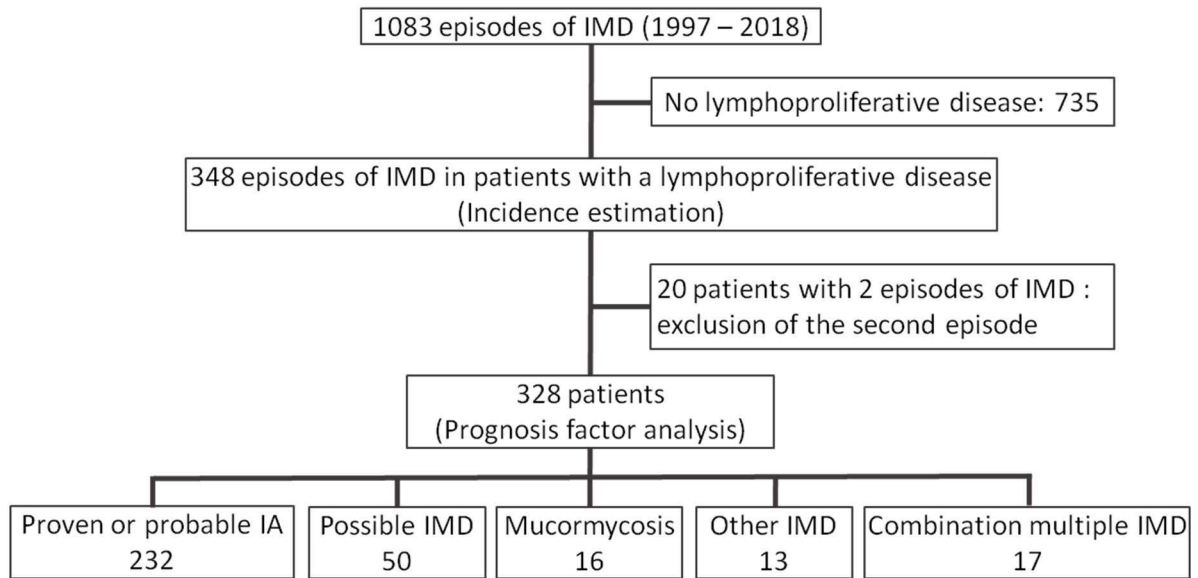 1083 episodes of IMD (1997 – 2018)
No lymphoproliferative disease: 735
348 episodes of IMD in patients with a lymphoproliferative disease
(Incidence estimation)
20 patients with 2 episodes of IMD :
exclusion of the second episode
328 patients
(Prognosis factor analysis)
Proven or probable IA
232
Possible IMD
50
Mucormycosis
16
Other IMD
13
Combination multiple IMD
17